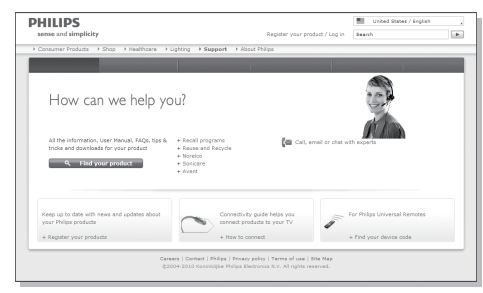 PHILIPS
sense and simplicity
United States / English
Register your product / Log in
Search
Consumer Products
Shop
Healthcare
Lighting
Support
About Philips
How can we help you?
All the information, User Manual, FAQs, tips &
tricks and downloads for your product
Find your product
+ Recall programs
+ Reuse and Recycle
+ Norelco
+ Sonicare
+ Avent
Call, email or chat with experts
Keep up to date with news and updates about
your Philips products
+ Register your products
Connectivity guide helps you
connect products to your TV
+ How to connect
For Philips Universal Remotes
+ Find your device code
Careers | Contact | Philips | Privacy policy | Terms of use | Site Map
©2004-2010 Koninklijke Philips Electronics N.V. All rights reserved.